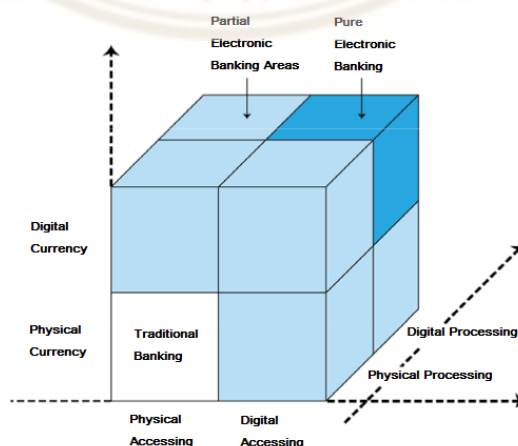 Partial
Electronic
Banking Areas
Pure
Electronic
Banking
Digital
Currency
Physical
Currency
Traditional
Banking
Digital Processing
Physical Processing
Physical
Accessing
Digital
Accessing